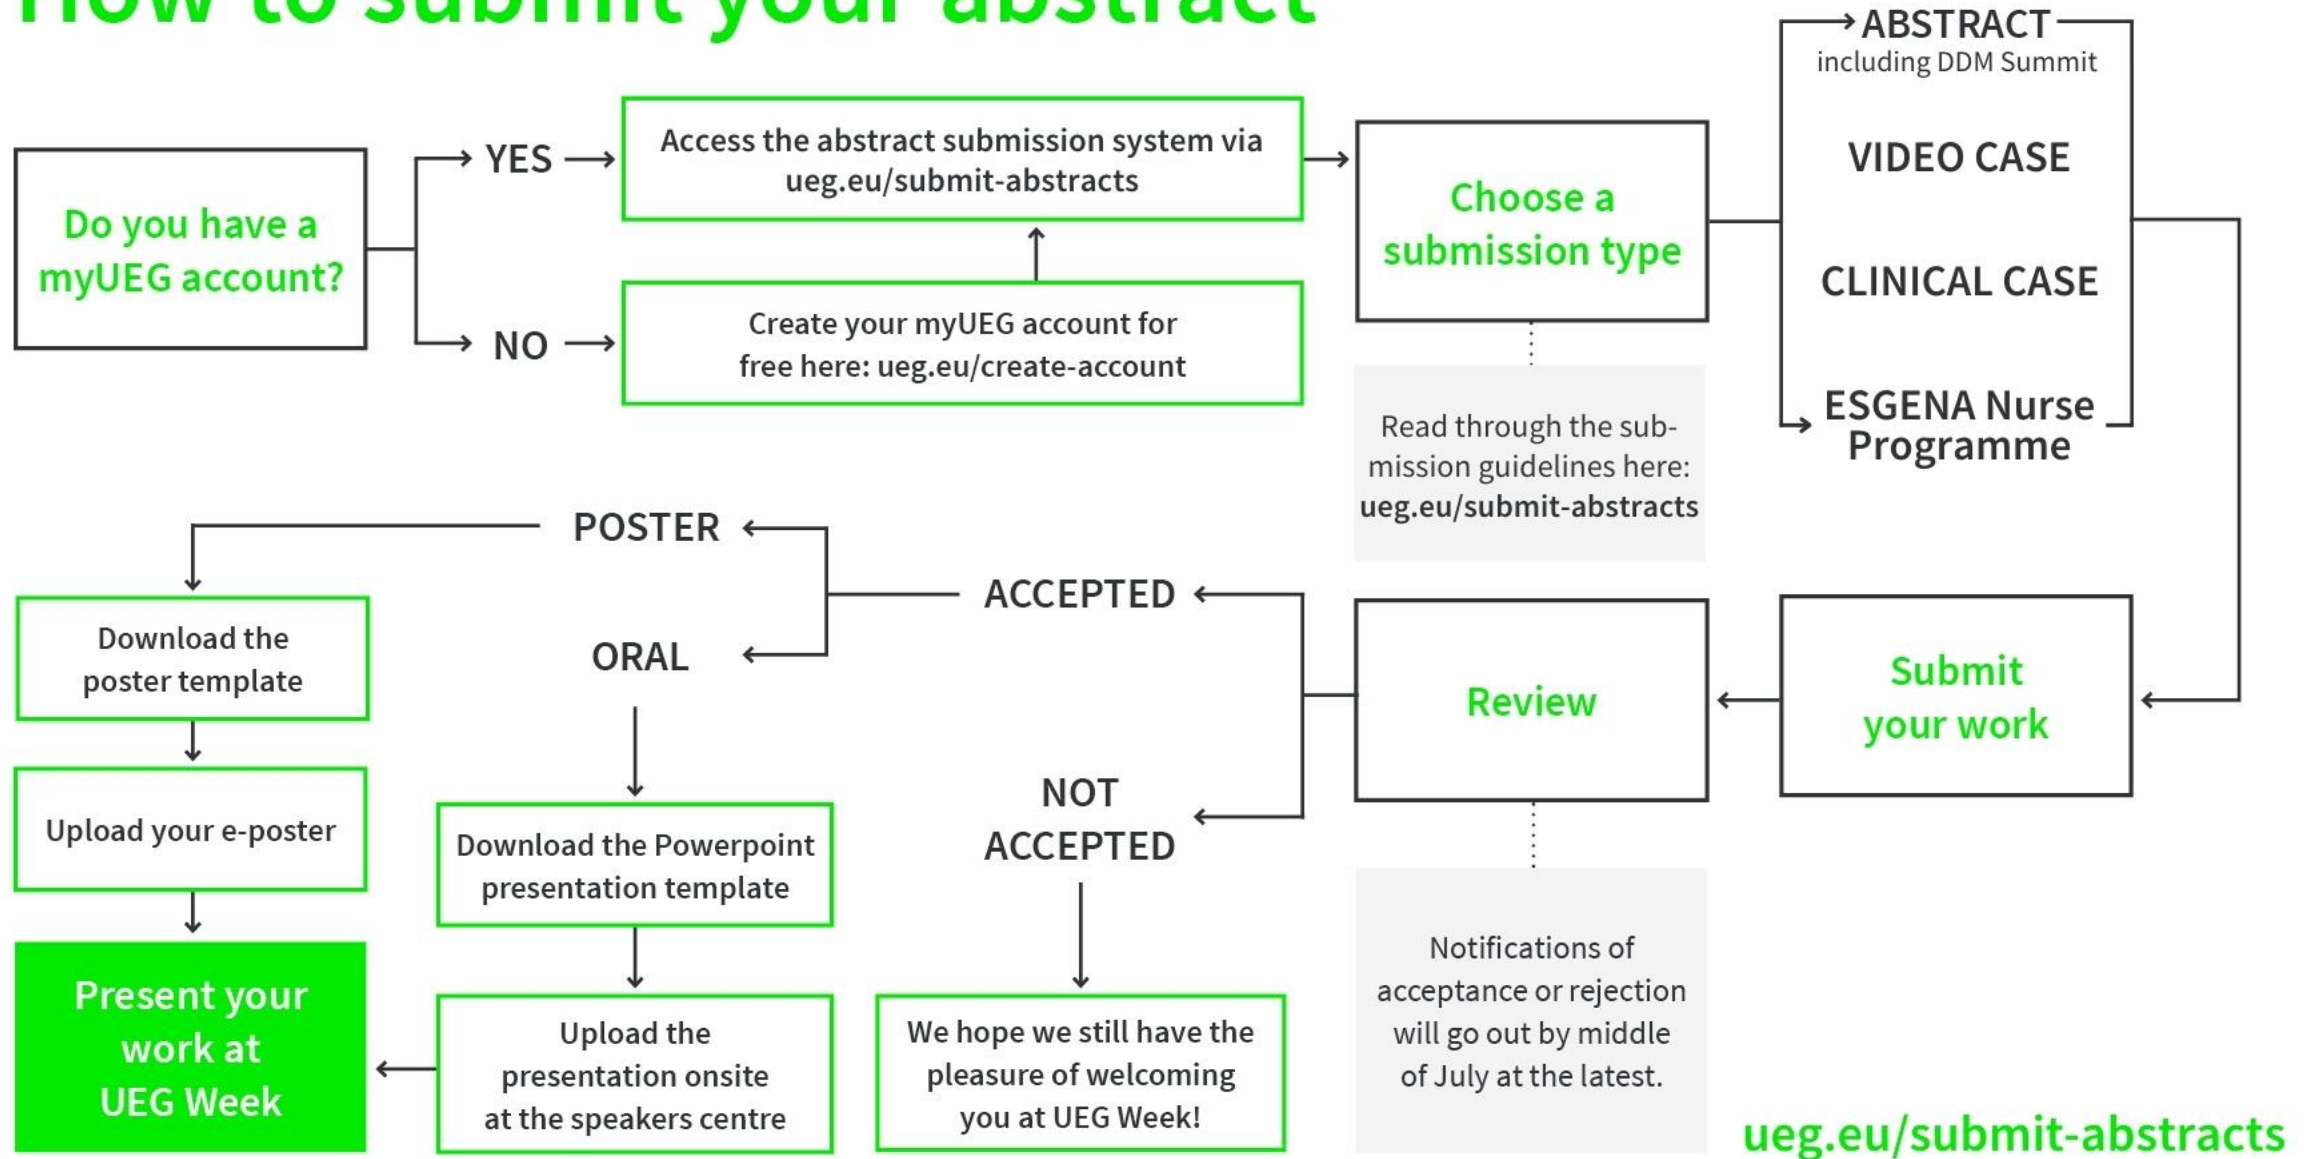 How to submit your abstract
Do you have a
myUEG account?
YES
NO
Access the abstract submission system via
ueg.eu/submit-abstracts
Create your myUEG account for
free here: ueg.eu/create-account
Choose a
submission type
Read through the sub-
mission guidelines here:
ueg.eu/submit-abstracts
ABSTRACT
including DDM Summit
VIDEO CASE
CLINICAL CASE
ESGENA Nurse
Programme
Submit
your work
Review
Notifications of
acceptance or rejection
will go out by middle
of July at the latest.
ACCEPTED
NOT
ACCEPTED
We hope we still have the
pleasure of welcoming
you at UEG Week!
POSTER
ORAL
Download the
poster template
Upload your e-poster
Download the Powerpoint
presentation template
Upload the
presentation onsite
at the speakers centre
Present your
work at
UEG Week
ueg.eu/submit-abstracts